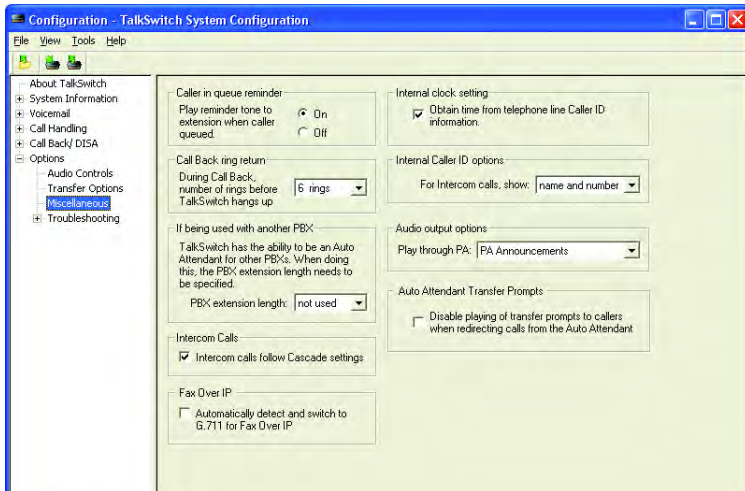 Configuration - TalkSwitch System Configuration
File View Tools Help
About TalkSwitch
System Information
Voicemail
Call Handling
Call Back/ DISA
Options
Audio Controls
Transfer Options
Miscellaneous
Troubleshooting
Caller in queue reminder
Play reminder tone to
extension when caller
queued.
On
Off
Call Back ring return
During Call Back,
number of rings before
TalkSwitch hangs up
6 rings
If being used with another PBX
TalkSwitch has the ability to be an Auto
Attendant for other PBXs. When doing
this, the PBX extension length needs to
be specified.
PBX extension length: not used
Intercom Calls
Intercom calls follow Cascade settings
Fax Over IP
Automatically detect and switch to
G.711 for Fax Over IP
Internal clock setting
Obtain time from telephone line Caller ID
information.
Internal Caller ID options
For Intercom calls, show: name and number
Audio output options
Play through PA: PA Announcements
Auto Attendant Transfer Prompts
Disable playing of transfer prompts to callers
when redirecting calls from the Auto Attendant